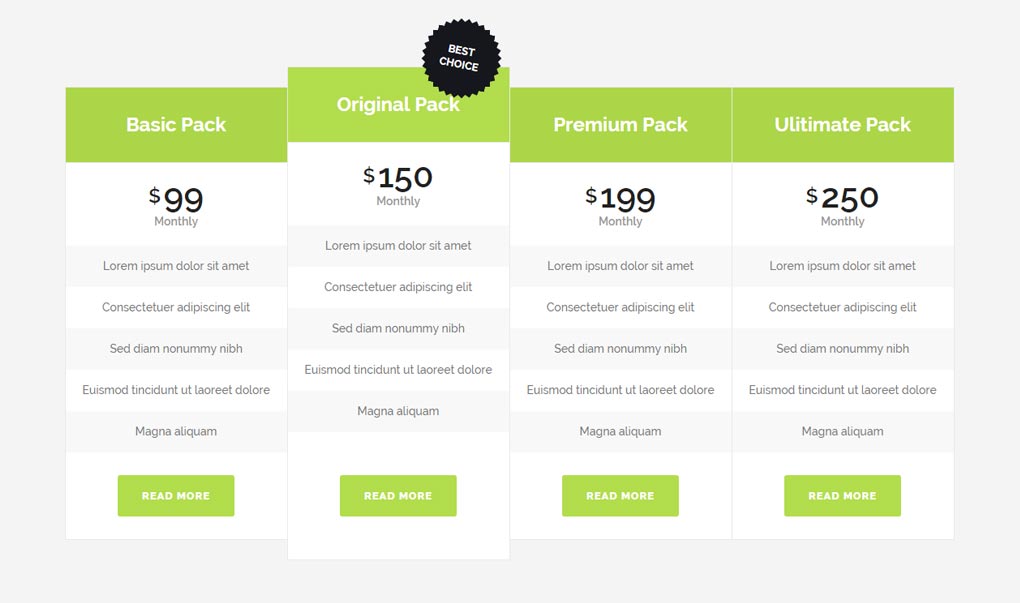 BEST
CHOICE
Basic Pack
$99
Monthly
Lorem ipsum dolor sit amet
Consectetuer adipiscing elit
Sed diam nonummy nibh
Euismod tincidunt ut laoreet dolore
Magna aliquam
READ MORE
Original Pack
$150
Monthly
Lorem ipsum dolor sit amet
Consectetuer adipiscing elit
Sed diam nonummy nibh
Euismod tincidunt ut laoreet dolore
Magna aliquam
READ MORE
Premium Pack
$199
Monthly
Lorem ipsum dolor sit amet
Consectetuer adipiscing elit
Sed diam nonummy nibh
Euismod tincidunt ut laoreet dolore
Magna aliquam
READ MORE
Ulitimate Pack
$250
Monthly
Lorem ipsum dolor sit amet
Consectetuer adipiscing elit
Sed diam nonummy nibh
Euismod tincidunt ut laoreet dolore
Magna aliquam
READ MORE